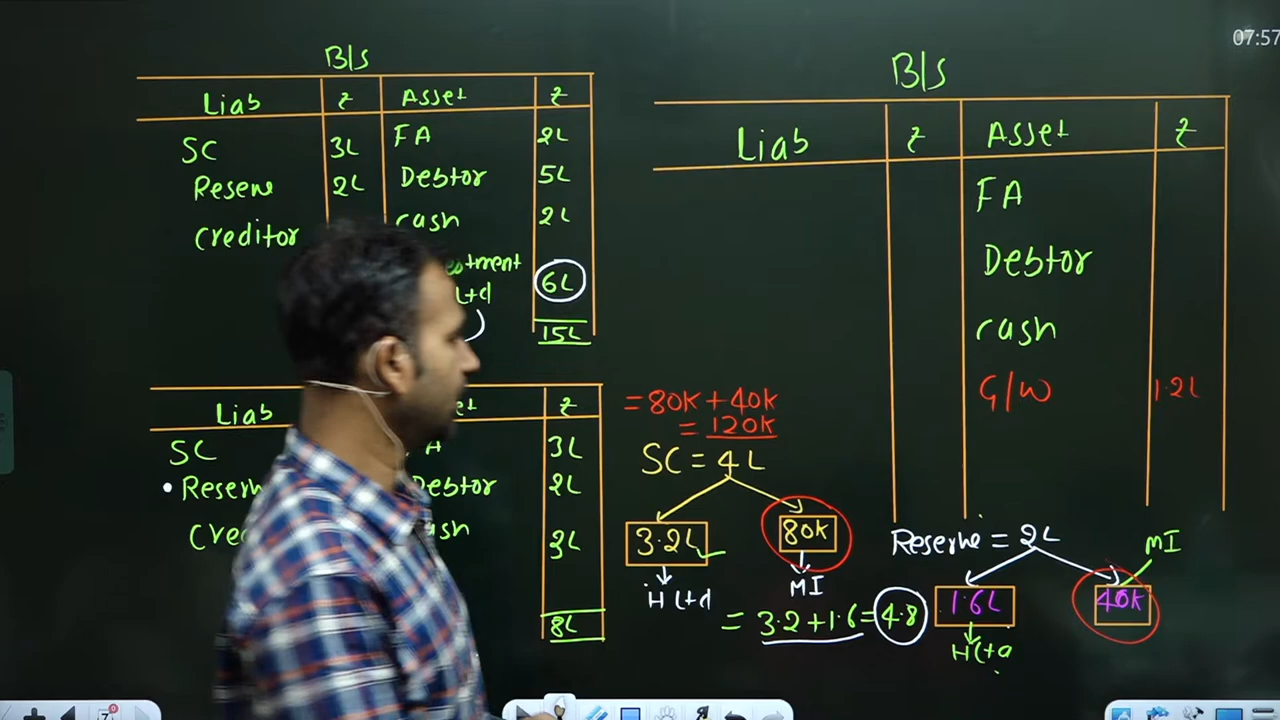 07:57
B/S
Liab ₹ Asset ₹
SC 3L FA 2L
Reserve 2L Debtor 5L
Creditor cash 2L
6L
Ltd
15L
Liab ₹
SC 3L
Reserve Debtor 2L
3L
8L
B/S
Liab ₹ Asset ₹
FA
Debtor
cash
G/W 1.2L
= 80K + 40K
= 120K
SC = 4L
3.2L 80K
H Ltd MI
= 3.2 + 1.6 = 4.8
Reserve = 2L
MI
1.6L 40K
H Ltd